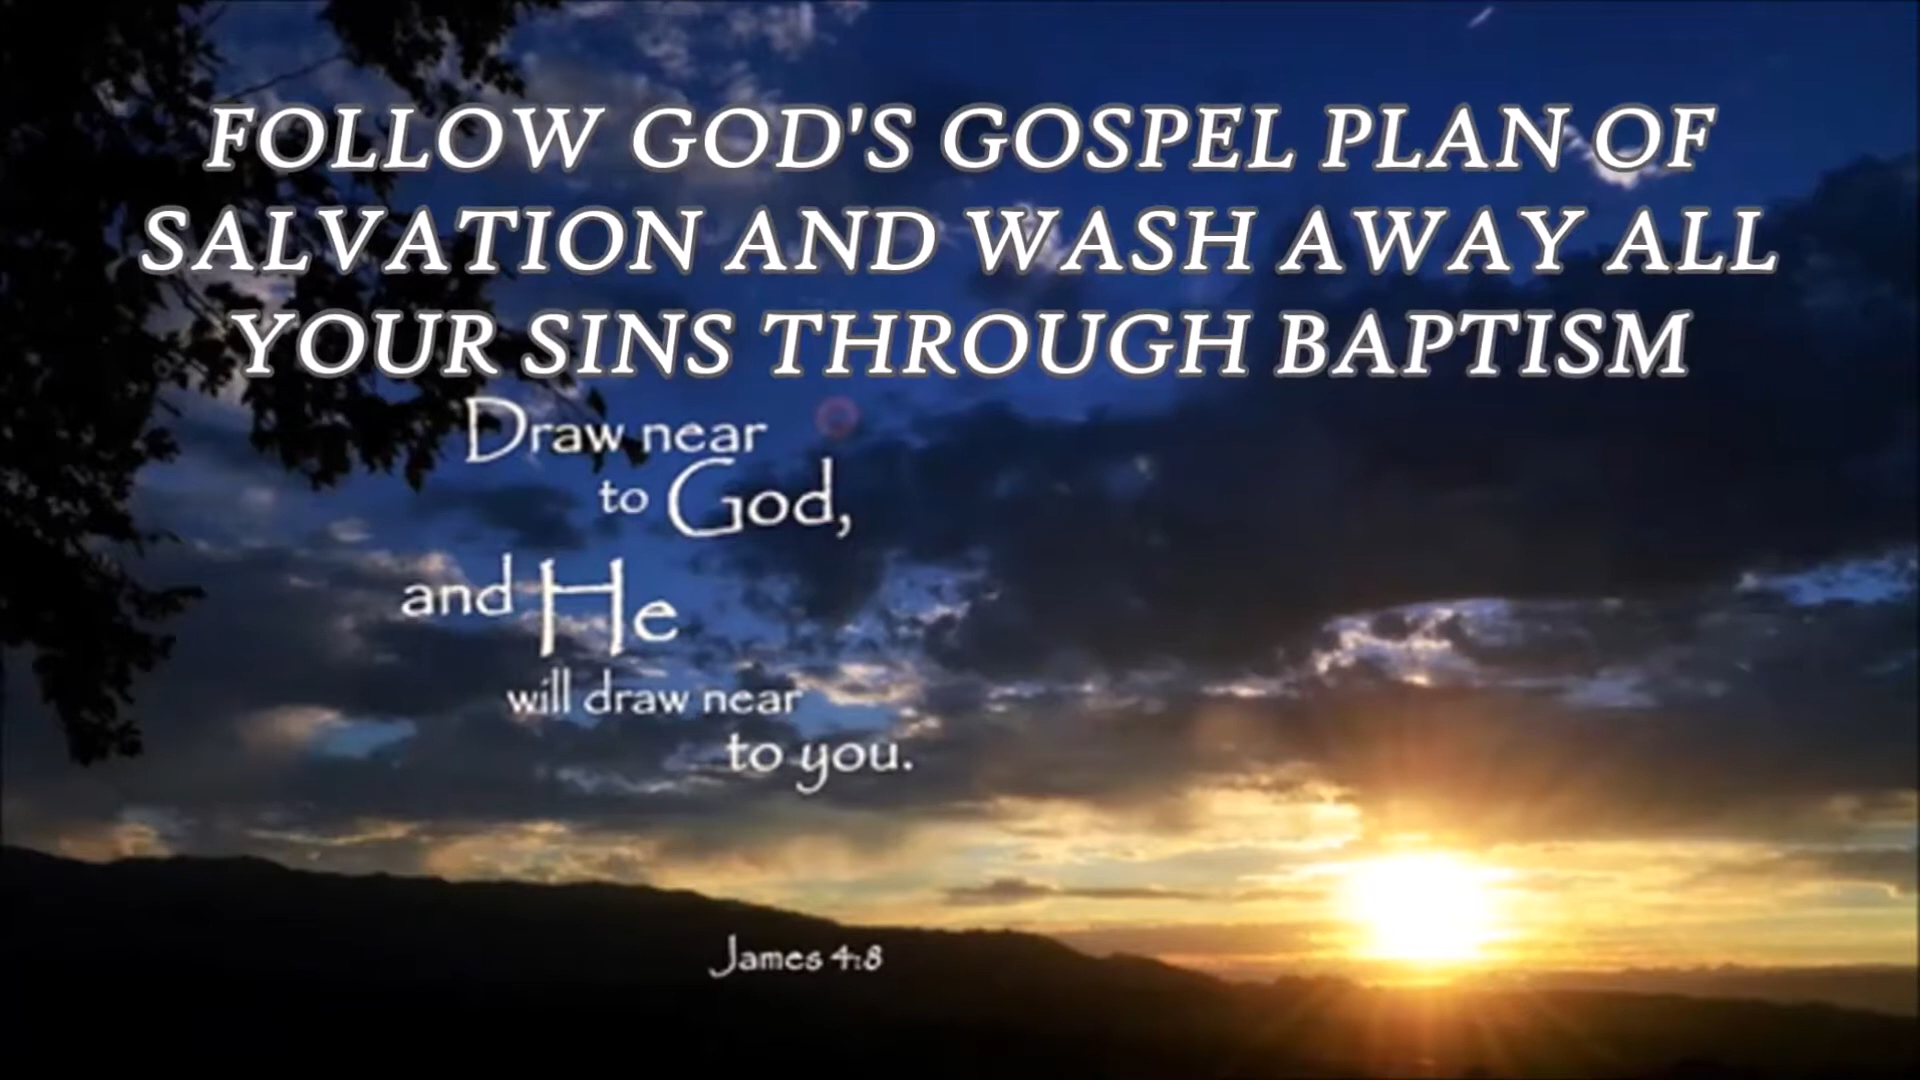 FOLLOW GOD'S GOSPEL PLAN OF
SALVATION AND WASH AWAY ALL
YOUR SINS THROUGH BAPTISM
Draw near
to God,
and He
will draw near
to you.
James 4:8